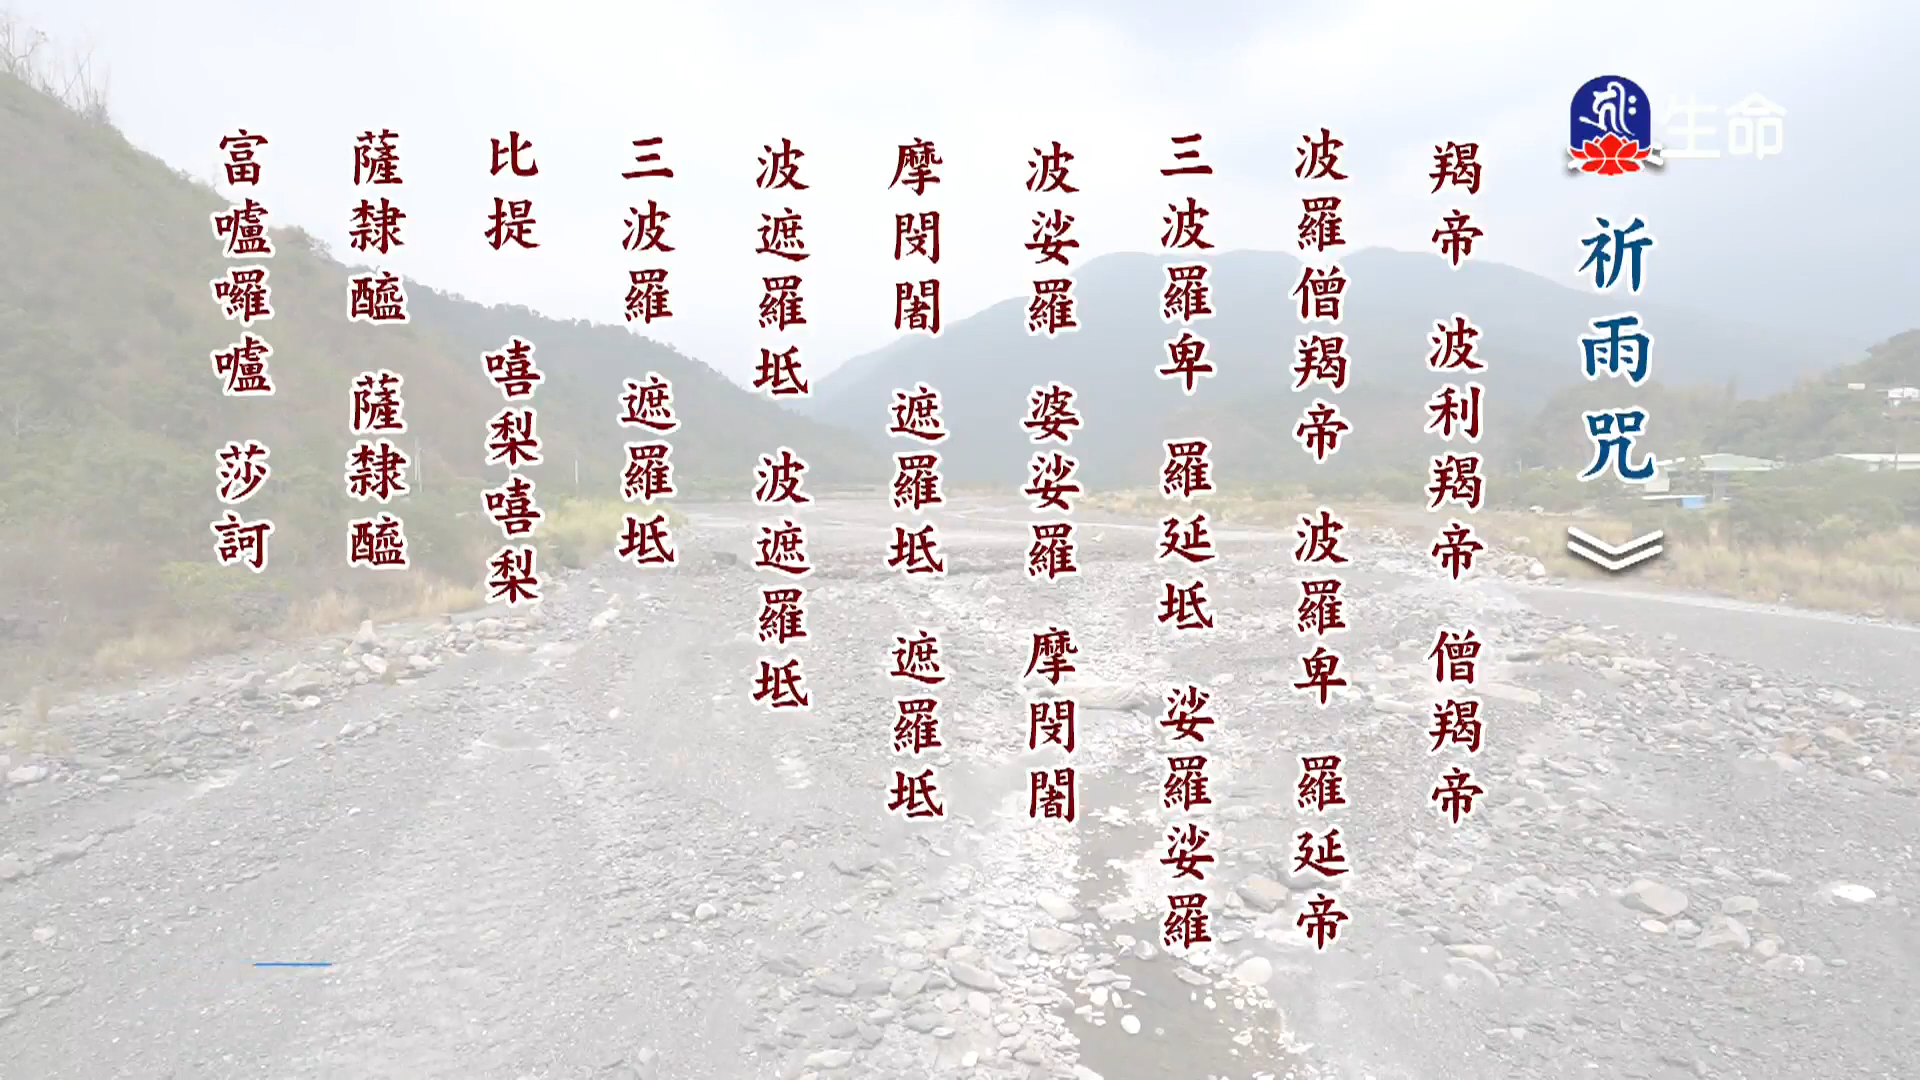 生命
祈雨咒
羯帝 波利羯帝 僧羯帝
波羅僧羯帝 波羅卑 羅延帝
三波羅卑 羅延坻 娑羅娑羅
波娑羅 婆娑羅 摩閔闍
摩閔闍 遮羅坻 遮羅坻
波遮羅坻 波遮羅坻
三波羅 遮羅坻
比提 嘻梨嘻梨
薩隸醯 薩隸醯
富嚧囉嚧 莎訶